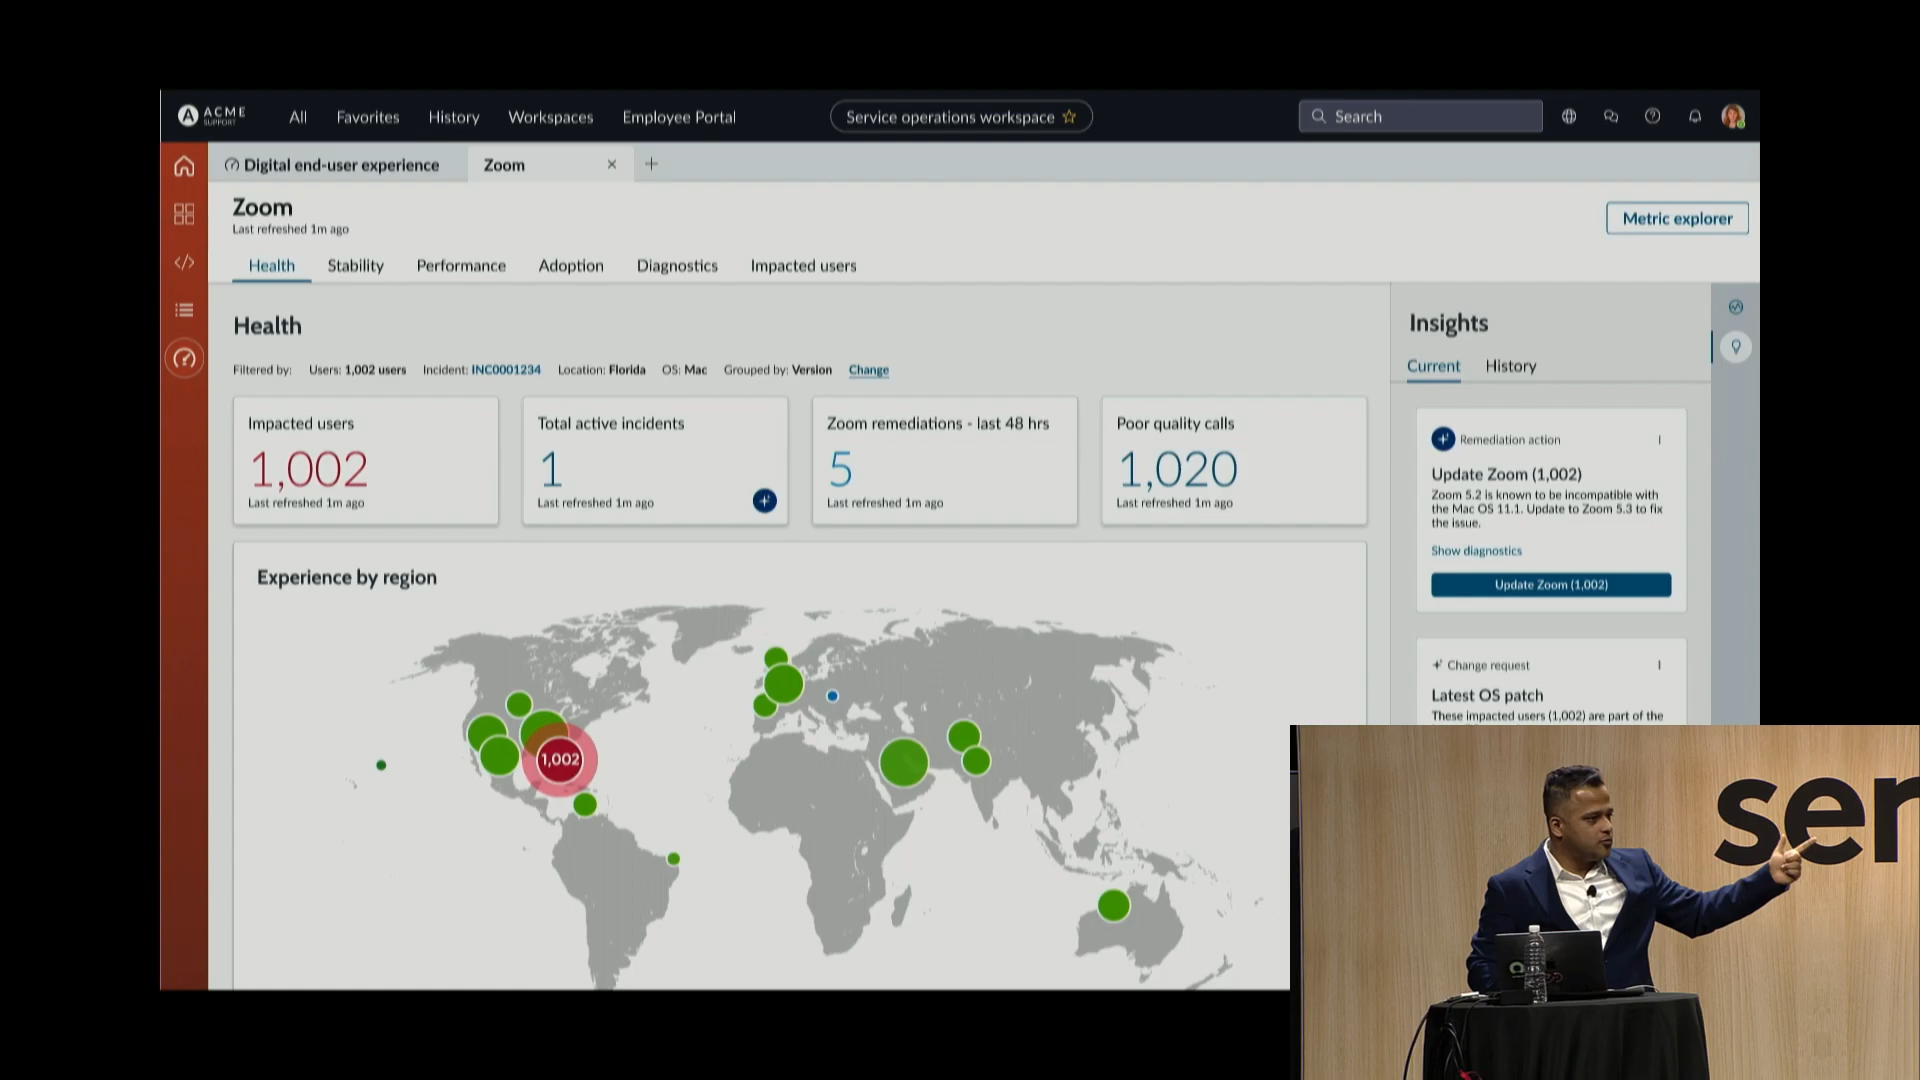 ACME
SUPPORT
All
Favorites
History
Workspaces
Employee Portal
Service operations workspace
Search
Digital end-user experience
Zoom
Zoom
Last refreshed 1m ago
Metric explorer
Health
Stability
Performance
Adoption
Diagnostics
Impacted users
Health
Filtered by: Users: 1,002 users Incident: INC0001234 Location: Florida OS: Mac Grouped by: Version Change
Impacted users
1,002
Last refreshed 1m ago
Total active incidents
1
Last refreshed 1m ago
Zoom remediations - last 48 hrs
5
Last refreshed 1m ago
Poor quality calls
1,020
Last refreshed 1m ago
Experience by region
1,002
Insights
Current
History
Remediation action
Update Zoom (1,002)
Zoom 5.2 is known to be incompatible with
the Mac OS 11.1. Update to Zoom 5.3 to fix
the issue.
Show diagnostics
Update Zoom (1,002)
Change request
Latest OS patch
These impacted users (1,002) are part of the
ser